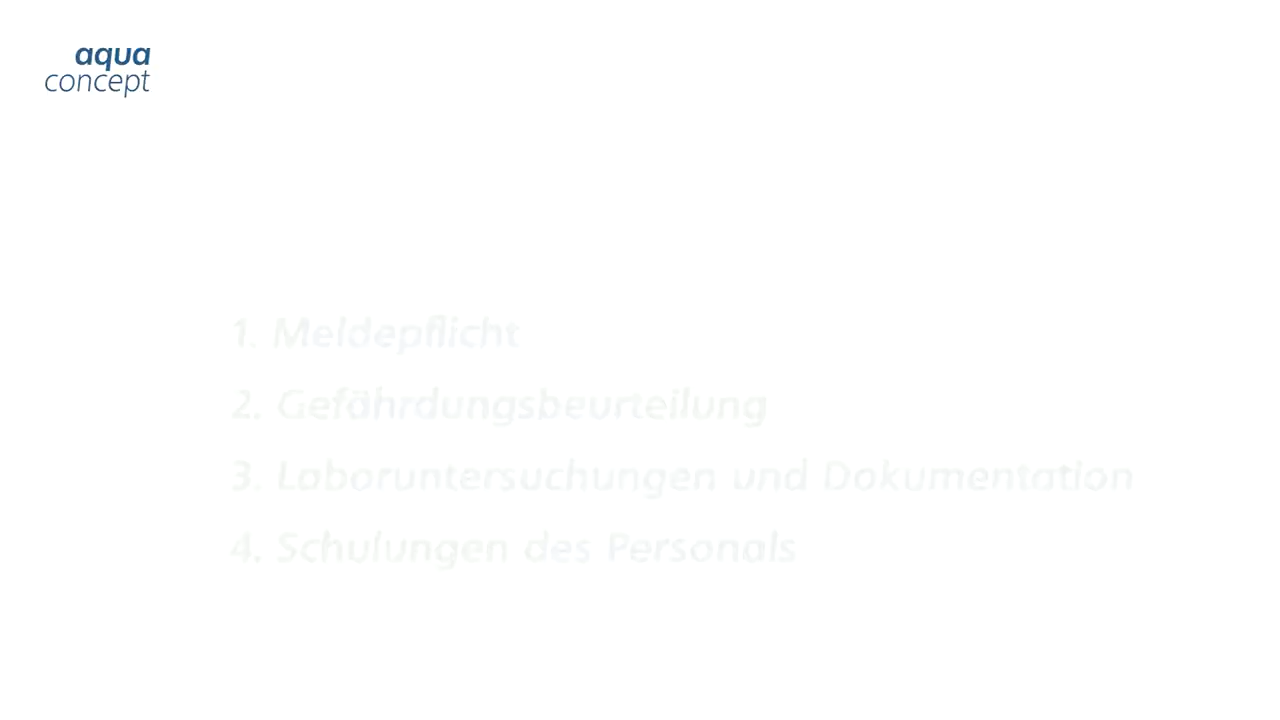 aqua
concept
1. Meldepflicht
2. Gefährdungsbeurteilung
3. Laboruntersuchungen und Dokumentation
4. Schulungen des Personals